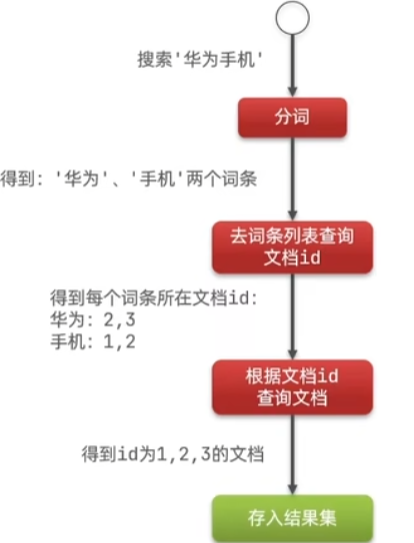 搜索'华为手机'
分词
得到：'华为'、'手机'两个词条
去词条列表查询
文档id
得到每个词条所在文档id：
华为：2,3
手机：1,2
根据文档id
查询文档
得到id为1,2,3的文档
存入结果集